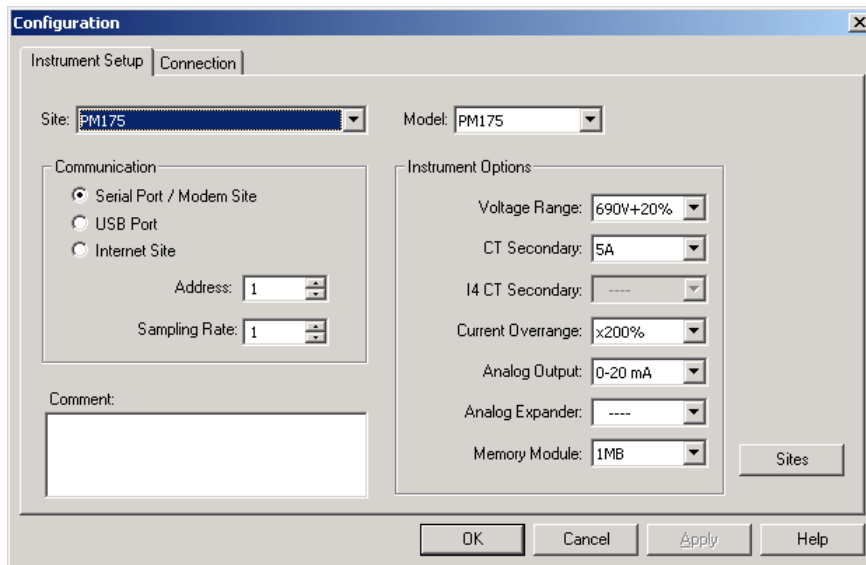 Configuration
Instrument Setup Connection
Site: PM175 Model: PM175
Communication
Serial Port / Modem Site
USB Port
Internet Site
Address: 1
Sampling Rate: 1
Comment:
Instrument Options
Voltage Range: 690V+20%
CT Secondary: 5A
I4 CT Secondary: ----
Current Overrange: x200%
Analog Output: 0-20 mA
Analog Expander: ----
Memory Module: 1MB
Sites
OK Cancel Apply Help